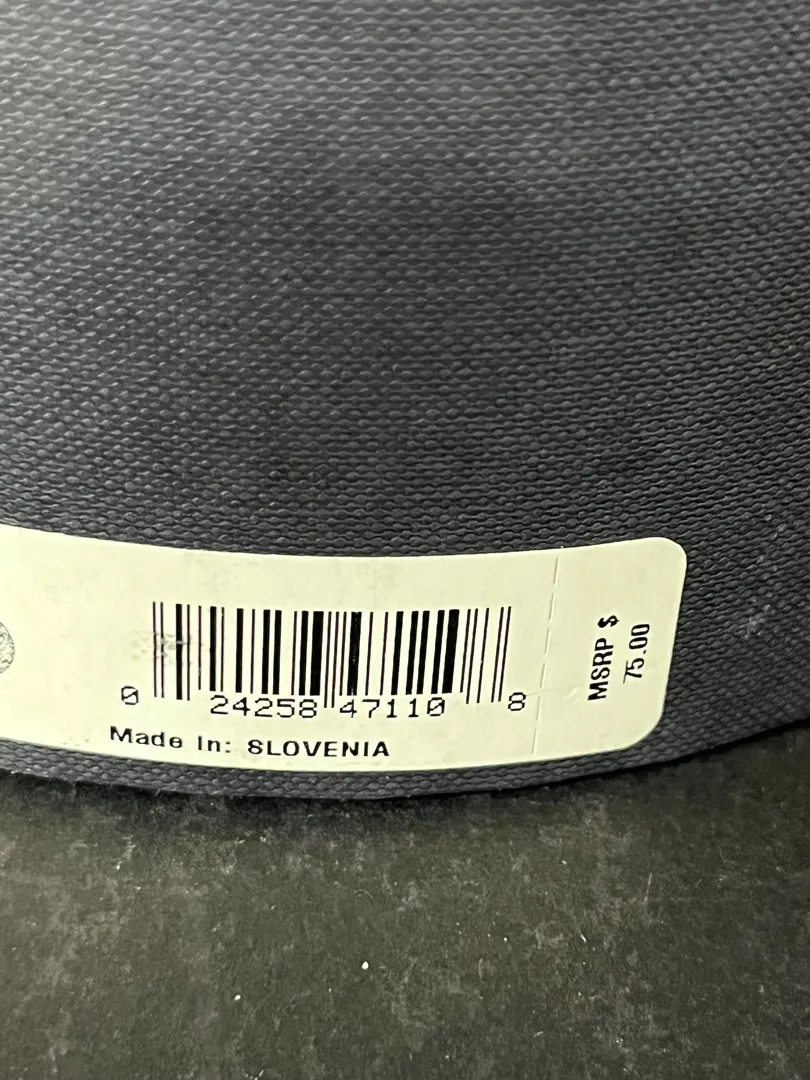 0 24258 47110 8
Made In: SLOVENIA
MSRP $
75.00